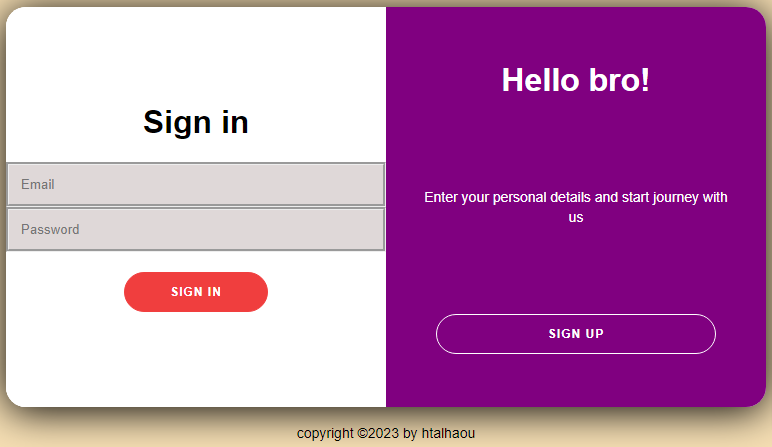 Sign in
Email
Password
SIGN IN
Hello bro!
Enter your personal details and start journey with
us
SIGN UP
copyright ©2023 by htalhaou